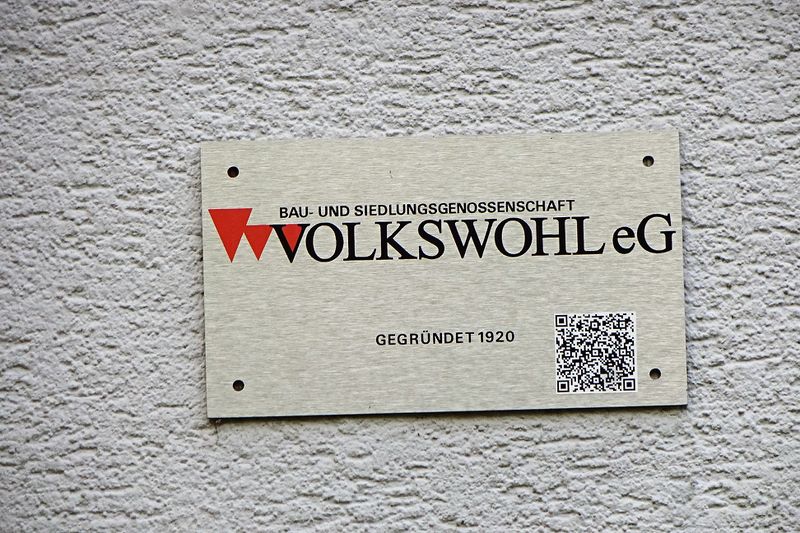 BAU- UND SIEDLUNGSGENOSSENSCHAFT
VOLKSWOHL eG
GEGRÜNDET 1920